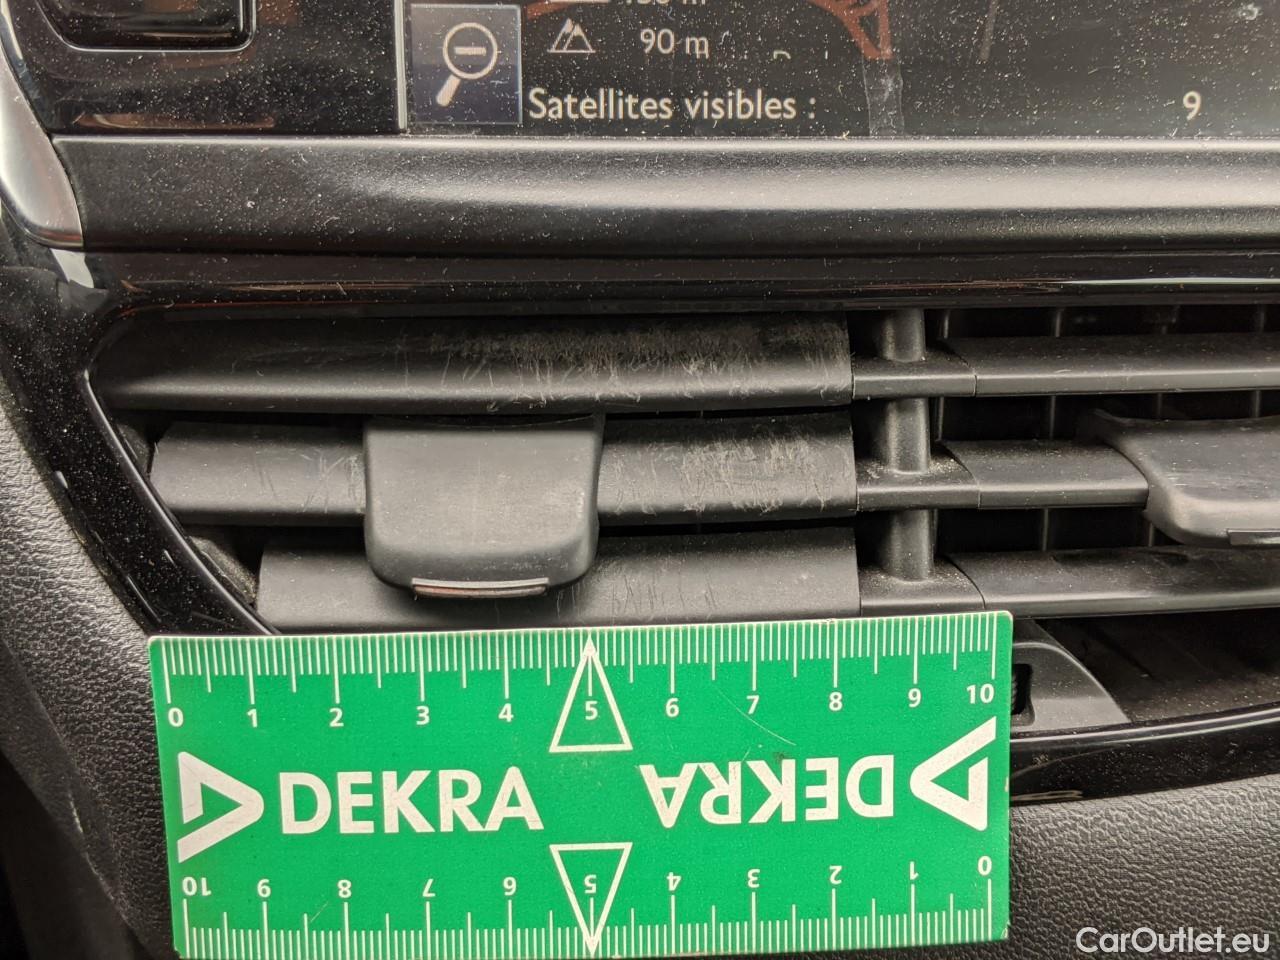 90 m
Satellites visibles : 9
0 1 2 3 4 5 6 7 8 9 10
DEKRA DEKRA
10 9 8 7 6 5 4 3 2 1 0
CarOutlet.eu